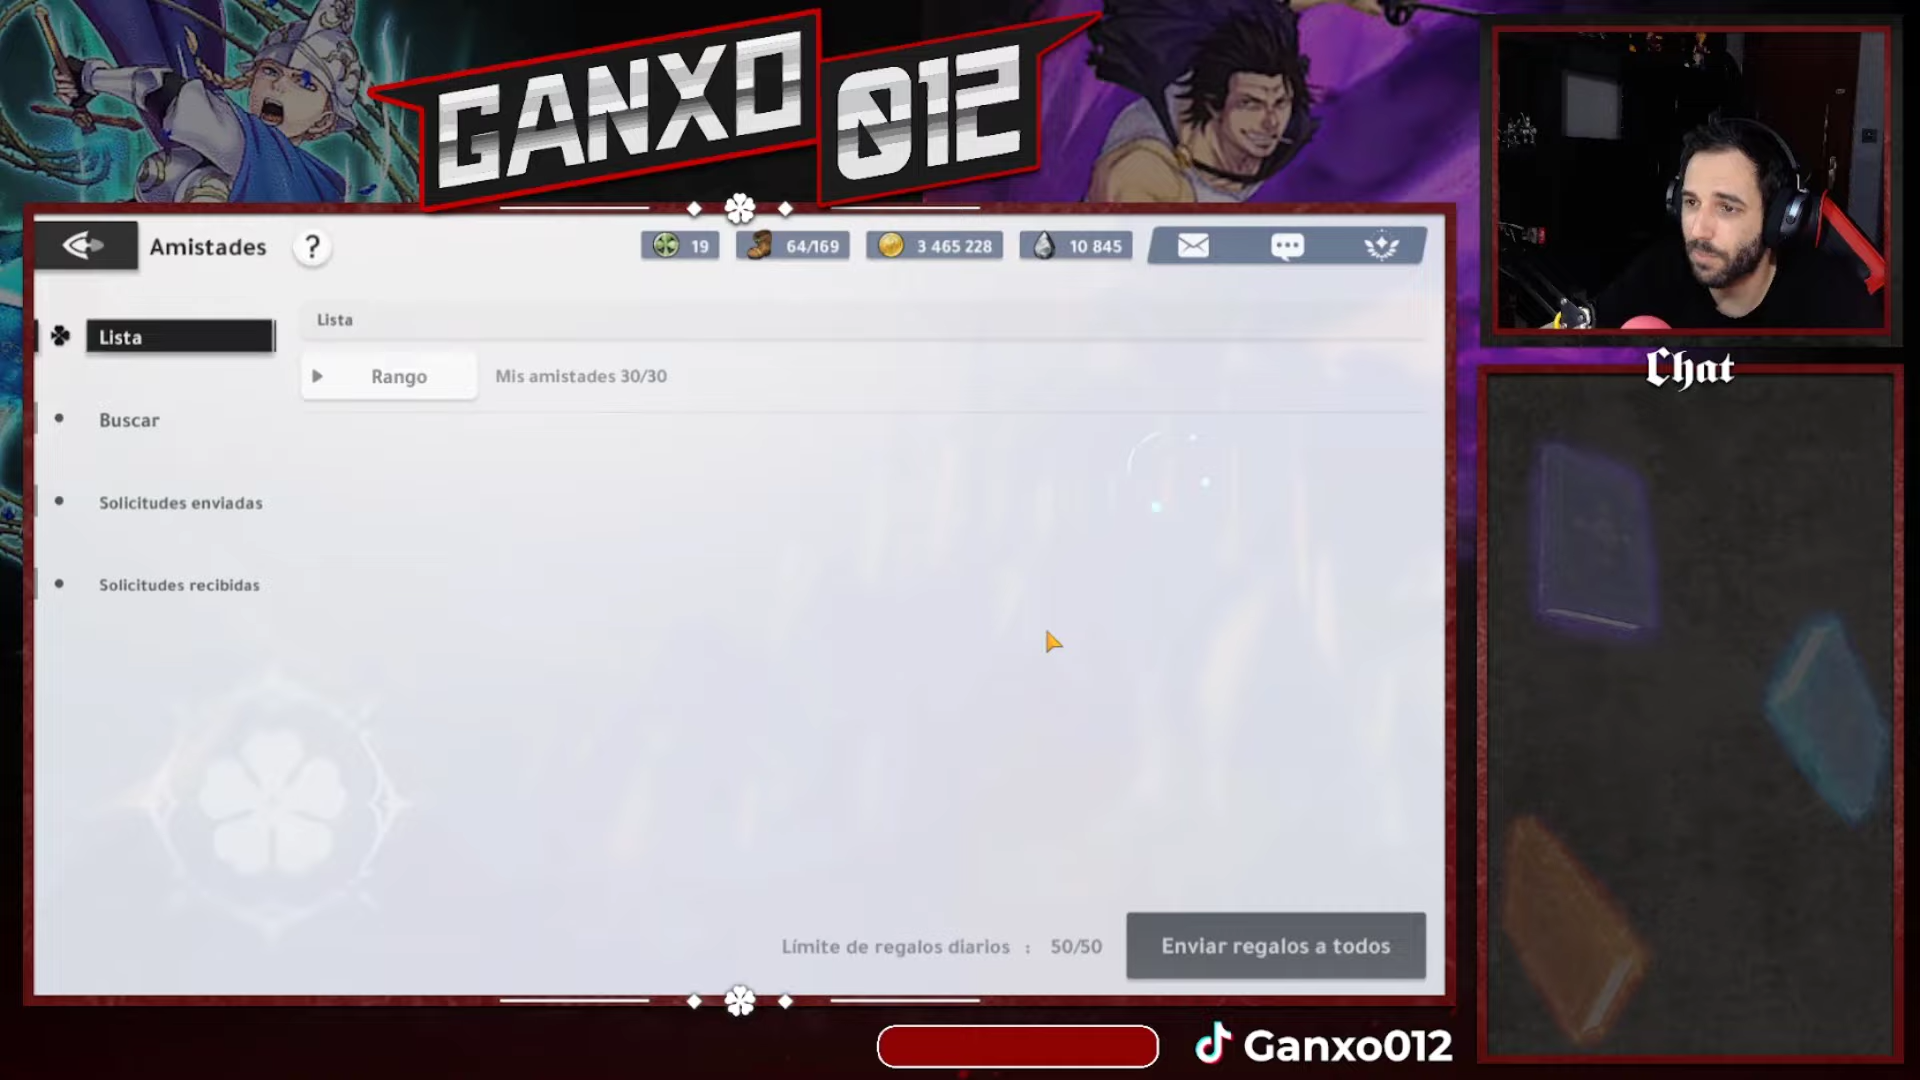 GANXO 012
Amistades
?
19
64/169
3 465 228
10 845
Lista
Lista
Rango
Mis amistades 30/30
Buscar
Solicitudes enviadas
Solicitudes recibidas
Límite de regalos diarios : 50/50
Enviar regalos a todos
Chat
Ganxo012